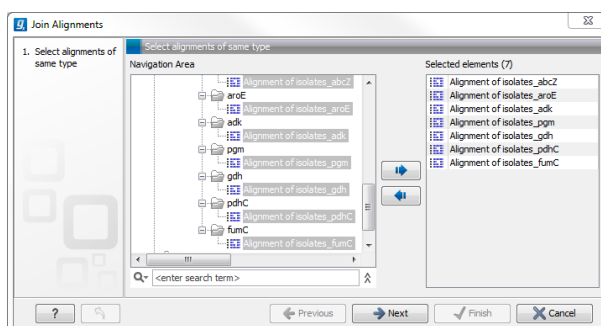 Join Alignments
1. Select alignments of
same type
Select alignments of same type
Navigation Area
Alignment of isolates_abcZ
aroE
Alignment of isolates_aroE
adk
Alignment of isolates_adk
pgm
Alignment of isolates_pgm
gdh
Alignment of isolates_gdh
pdhC
Alignment of isolates_pdhC
fumC
Alignment of isolates_fumC
<enter search term>
Selected elements (7)
Alignment of isolates_abcZ
Alignment of isolates_aroE
Alignment of isolates_adk
Alignment of isolates_pgm
Alignment of isolates_gdh
Alignment of isolates_pdhC
Alignment of isolates_fumC
?
Previous
Next
Finish
Cancel